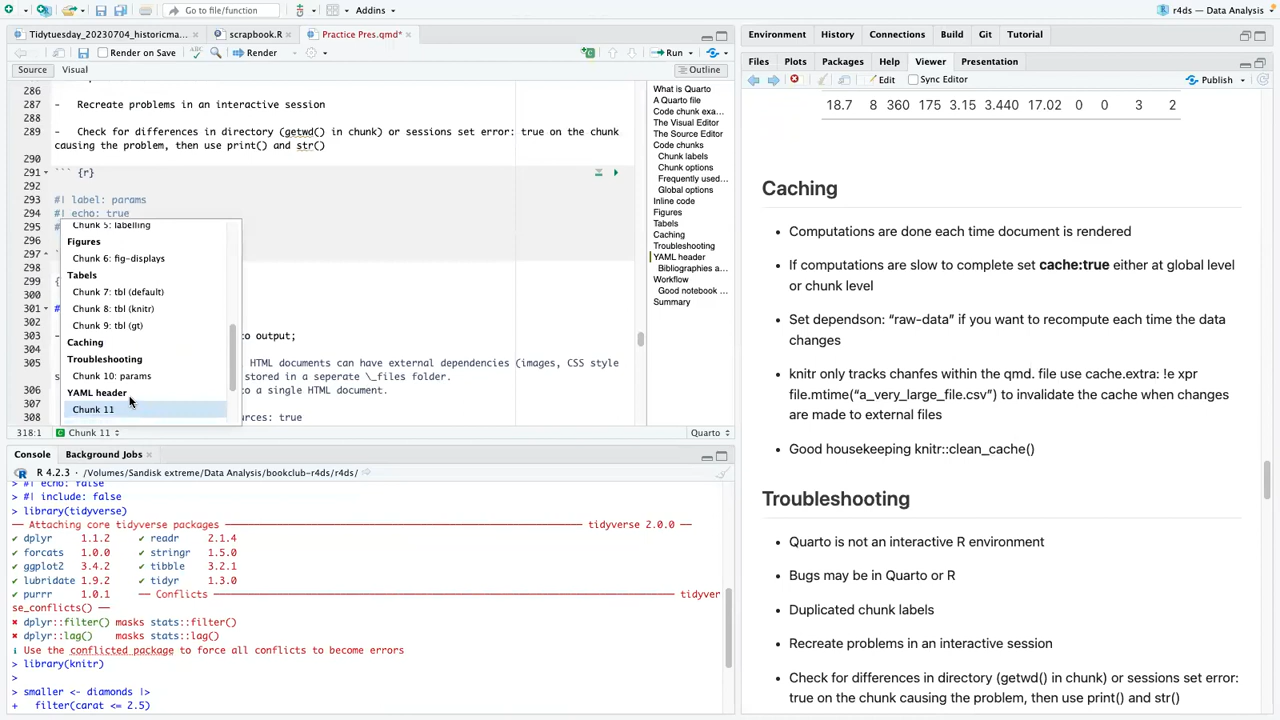 Go to file/function
Addins
r4ds — Data Analysis
Tidytuesday_20230704_historicma...
scrapbook.R
Practice Pres.qmd*
Render on Save
Render
Run
Source
Visual
Outline
286
287
- Recreate problems in an interactive session
288
289
- Check for differences in directory (getwd() in chunk) or sessions set error: true on the chunk
causing the problem, then use print() and str()
290
291
``` {r}
292
293
#| label: params
294
#| echo: true
295
296
297
298
299
300
301
302
303
to output;
304
305
HTML documents can have external dependencies (images, CSS style
stored in a seperate \_files folder.
306
to a single HTML document.
307
308
ources: true
Chunk 5: labelling
Figures
Chunk 6: fig-displays
Tabels
Chunk 7: tbl (default)
Chunk 8: tbl (knitr)
Chunk 9: tbl (gt)
Caching
Troubleshooting
Chunk 10: params
YAML header
Chunk 11
318:1
Chunk 11
Quarto
What is Quarto
A Quarto file
Code chunk exa...
The Visual Editor
The Source Editor
Code chunks
Chunk labels
Chunk options
Frequently used...
Global options
Inline code
Figures
Tabels
Caching
Troubleshooting
YAML header
Bibliographies a...
Workflow
Good notebook ...
Summary
Console
Background Jobs
R 4.2.3 · /Volumes/Sandisk extreme/Data Analysis/bookclub-r4ds/r4ds/
> #| echo: false
> #| include: false
> library(tidyverse)
── Attaching core tidyverse packages ── tidyverse 2.0.0 ──
✔ dplyr 1.1.2 ✔ readr 2.1.4
✔ forcats 1.0.0 ✔ stringr 1.5.0
✔ ggplot2 3.4.2 ✔ tibble 3.2.1
✔ lubridate 1.9.2 ✔ tidyr 1.3.0
✔ purrr 1.0.1 ── Conflicts ── tidyver
se_conflicts() ──
✖ dplyr::filter() masks stats::filter()
✖ dplyr::lag() masks stats::lag()
ℹ Use the conflicted package to force all conflicts to become errors
> library(knitr)
>
> smaller <- diamonds |>
+ filter(carat <= 2.5)
Environment
History
Connections
Build
Git
Tutorial
Files
Plots
Packages
Help
Viewer
Presentation
Edit
Sync Editor
Publish
18.7 8 360 175 3.15 3.440 17.02 0 0 3 2
Caching
• Computations are done each time document is rendered
• If computations are slow to complete set cache:true either at global level
or chunk level
• Set dependson: “raw-data” if you want to recompute each time the data
changes
• knitr only tracks chanfes within the qmd. file use cache.extra: !e xpr
file.mtime(“a_very_large_file.csv”) to invalidate the cache when changes
are made to external files
• Good housekeeping knitr::clean_cache()
Troubleshooting
• Quarto is not an interactive R environment
• Bugs may be in Quarto or R
• Duplicated chunk labels
• Recreate problems in an interactive session
• Check for differences in directory (getwd() in chunk) or sessions set error:
true on the chunk causing the problem, then use print() and str()